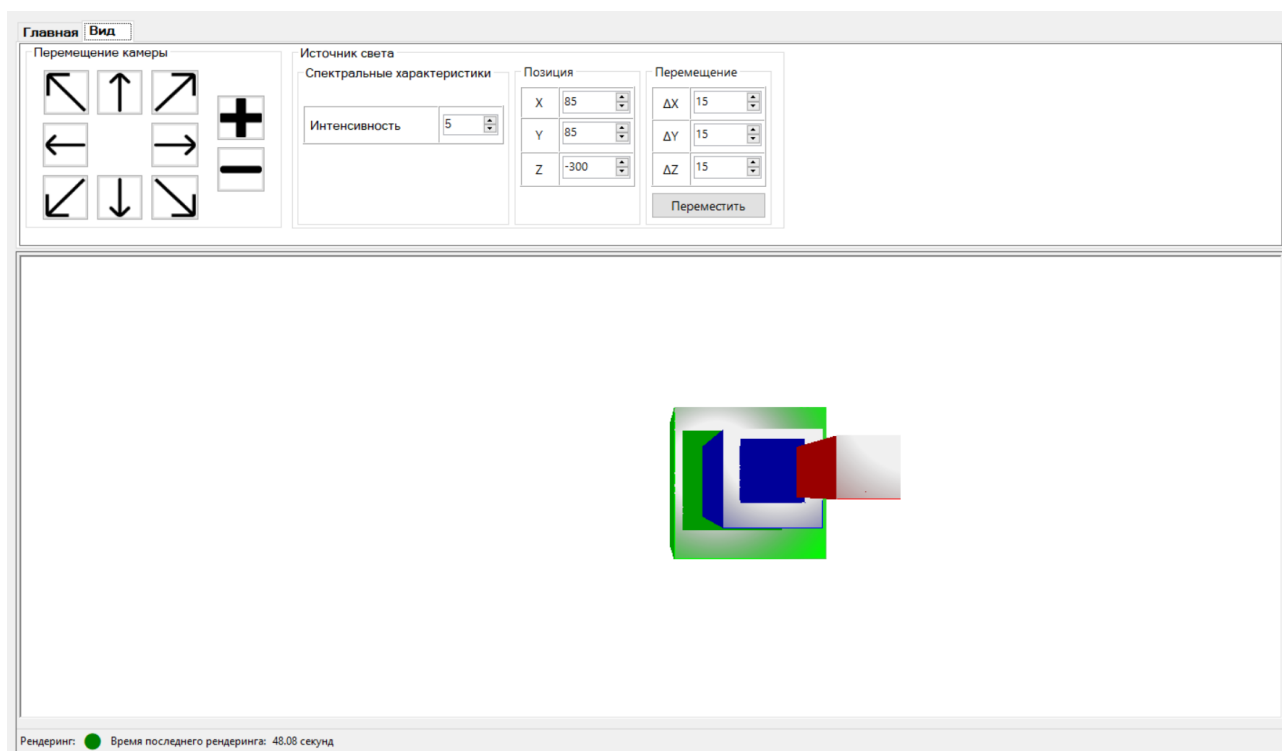 Главная Вид
Перемещение камеры
Источник света
Спектральные характеристики
Интенсивность 5
Позиция
X 85
Y 85
Z -300
Перемещение
ΔX 15
ΔY 15
ΔZ 15
Переместить
Рендеринг: Время последнего рендеринга: 48.08 секунд